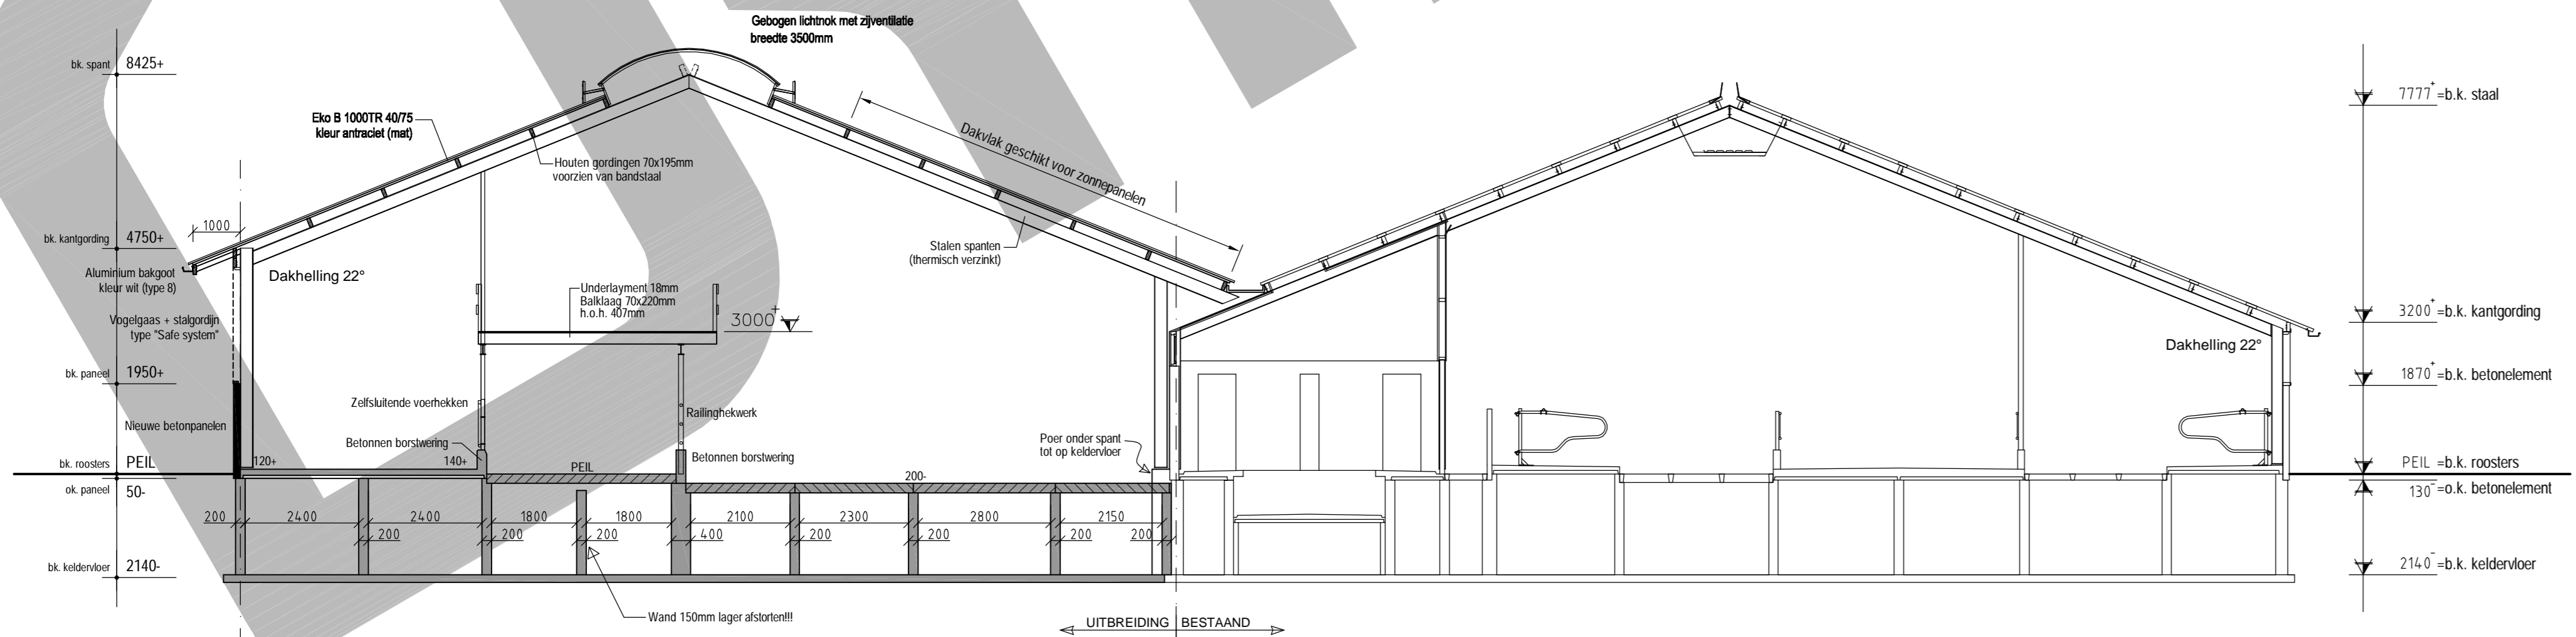 Gebogen lichtnok met zijventilatie
breedte 3500mm
bk. spant 8425+
Eko B 1000TR 40/75
kleur antraciet (mat)
Houten gordingen 70x195mm
voorzien van bandstaal
Dakvlak geschikt voor zonnepanelen
1000
bk. kantgording 4750+
Aluminium bakgoot
kleur wit (type 8)
Dakhelling 22°
Stalen spanten
(thermisch verzinkt)
Underlayment 18mm
Balklaag 70x220mm
h.o.h. 407mm
3000+
Vogelgaas + stalgordijn
type "Safe system"
bk. paneel 1950+
Zelfsluitende voerhekken
Railinghekwerk
Nieuwe betonpanelen
Betonnen borstwering
Betonnen borstwering
Poer onder spant
tot op keldervloer
bk. roosters PEIL
120+
140+
PEIL
200-
ok. paneel 50-
200 2400 2400 1800 1800 2100 2300 2800 2150
200 200 200 400 200 200 200 200
bk. keldervloer 2140-
Wand 150mm lager afstorten!!!
UITBREIDING BESTAAND
7777+ =b.k. staal
3200+ =b.k. kantgording
Dakhelling 22°
1870+ =b.k. betonelement
PEIL =b.k. roosters
130- =o.k. betonelement
2140- =b.k. keldervloer